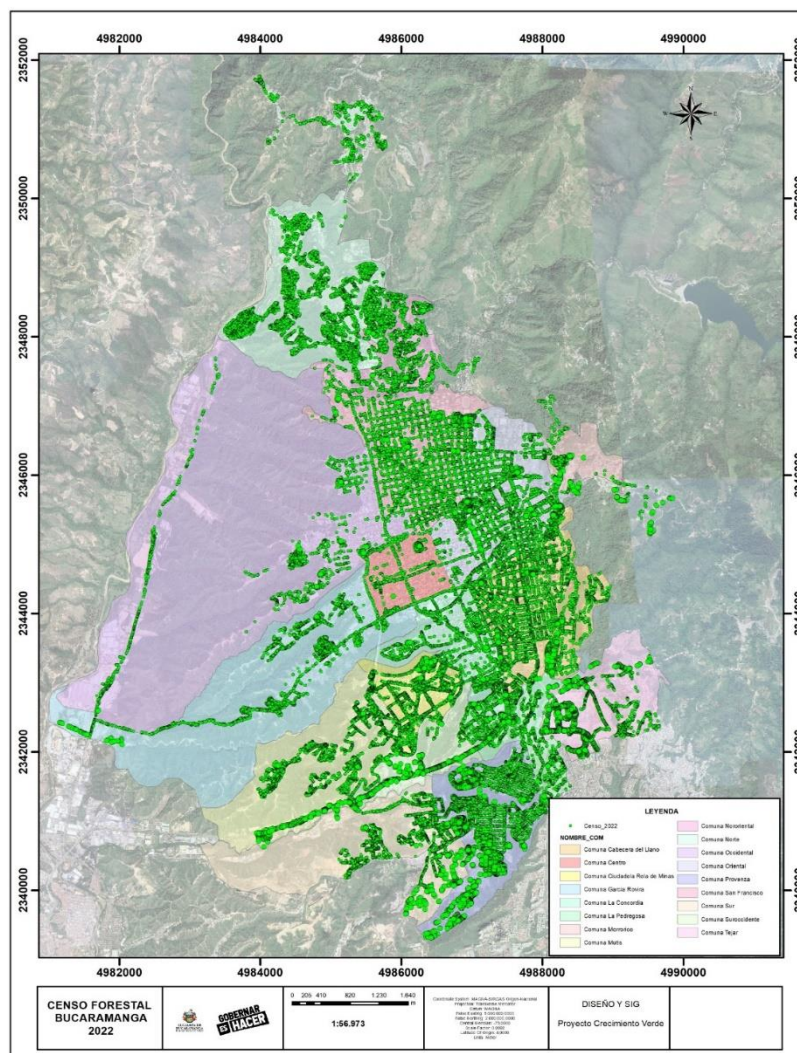 4982000 4984000 4986000 4988000 4990000
2352000
2350000
2348000
2346000
2344000
2342000
2340000
N
LEYENDA
Censo_2322
NOMBRE_COM
Comuna Cabecera del Llano
Comuna Centro
Comuna Ciudadela Real de Minas
Comuna García Rovira
Comuna La Concordia
Comuna La Pedregosa
Comuna Morrorico
Comuna Mutis
Comuna Nororiental
Comuna Norte
Comuna Occidental
Comuna Oriental
Comuna Provenza
Comuna San Francisco
Comuna Sur
Comuna Suroccidente
Comuna Tejar
4982000 4984000 4986000 4988000 4990000
CENSO FORESTAL
BUCARAMANGA
2022
ALCALDÍA DE
BUCARAMANGA
GOBERNAR
ES HACER
0 205 410 820 1.230 1.640
m
1:56.973
DISEÑO Y SIG
Proyecto Crecimiento Verde